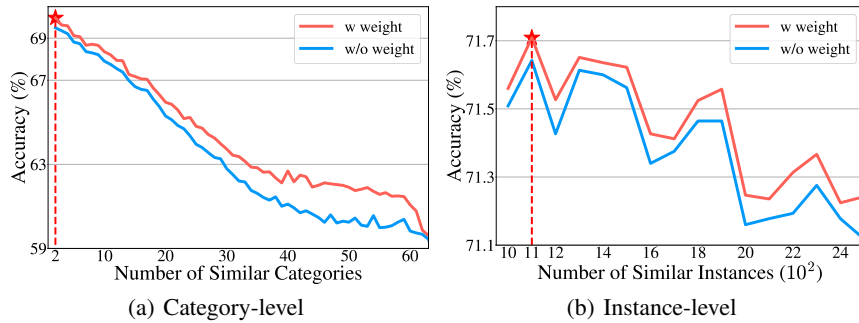 w weight
w/o weight
69
67
63
59
Accuracy (%)
2
10
20
30
40
50
60
Number of Similar Categories
(a) Category-level
w weight
w/o weight
71.7
71.5
71.3
71.1
Accuracy (%)
10
11
12
14
16
18
20
22
24
Number of Similar Instances (10²)
(b) Instance-level